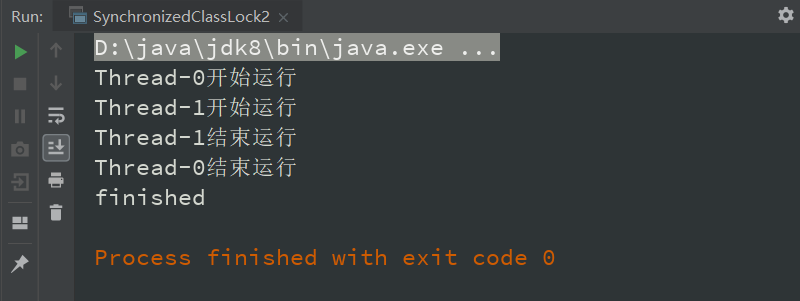 Run: SynchronizedClassLock2 ×
D:\java\jdk8\bin\java.exe ...
Thread-0开始运行
Thread-1开始运行
Thread-1结束运行
Thread-0结束运行
finished
Process finished with exit code 0